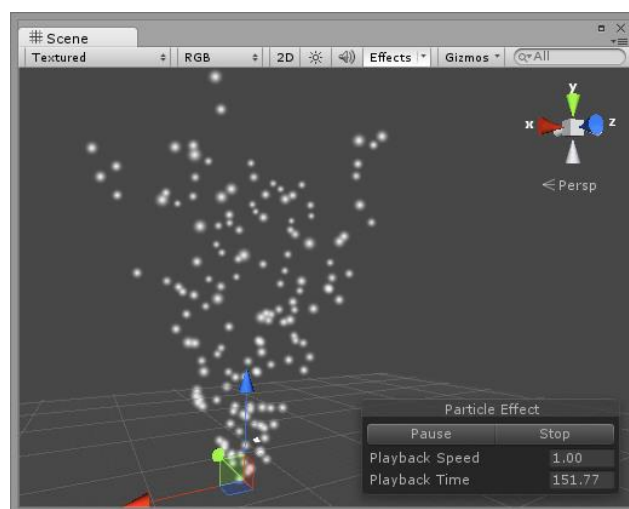 Scene
Textured RGB 2D Effects Gizmos All
y
x z
Persp
Particle Effect
Pause Stop
Playback Speed 1.00
Playback Time 151.77